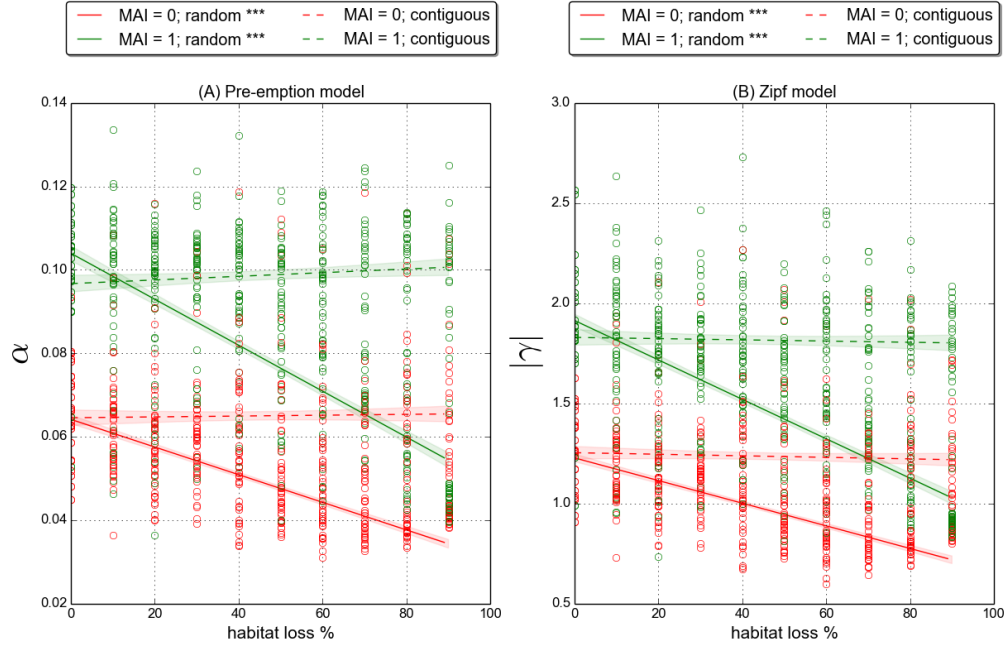 MAI = 0; random *** MAI = 0; contiguous
MAI = 1; random *** MAI = 1; contiguous
MAI = 0; random *** MAI = 0; contiguous
MAI = 1; random *** MAI = 1; contiguous
(A) Pre-emption model
0.14
0.12
0.10
0.08
0.06
0.04
0.02
α
0 20 40 60 80 100
habitat loss %
(B) Zipf model
3.0
2.5
2.0
1.5
1.0
0.5
|γ|
0 20 40 60 80 100
habitat loss %